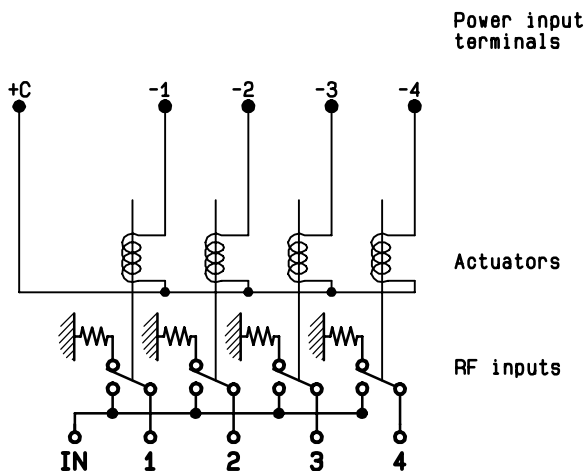 Power input
terminals
+C -1 -2 -3 -4
Actuators
RF inputs
IN 1 2 3 4